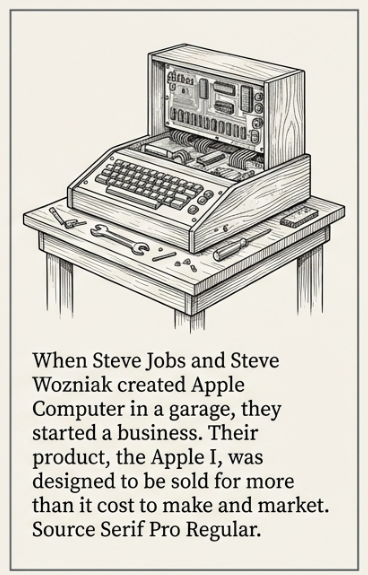 When Steve Jobs and Steve
Wozniak created Apple
Computer in a garage, they
started a business. Their
product, the Apple I, was
designed to be sold for more
than it cost to make and market.
Source Serif Pro Regular.